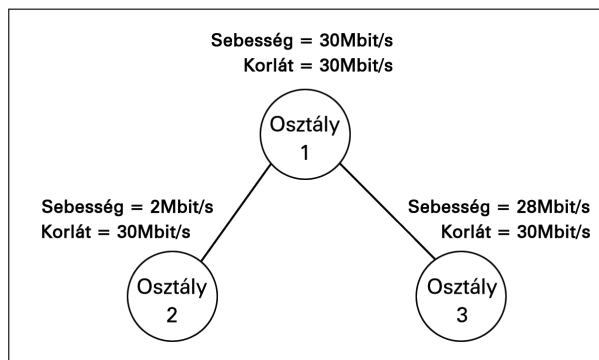 Sebesség = 30Mbit/s
Korlát = 30Mbit/s
Osztály
1
Sebesség = 2Mbit/s
Korlát = 30Mbit/s
Sebesség = 28Mbit/s
Korlát = 30Mbit/s
Osztály
2
Osztály
3